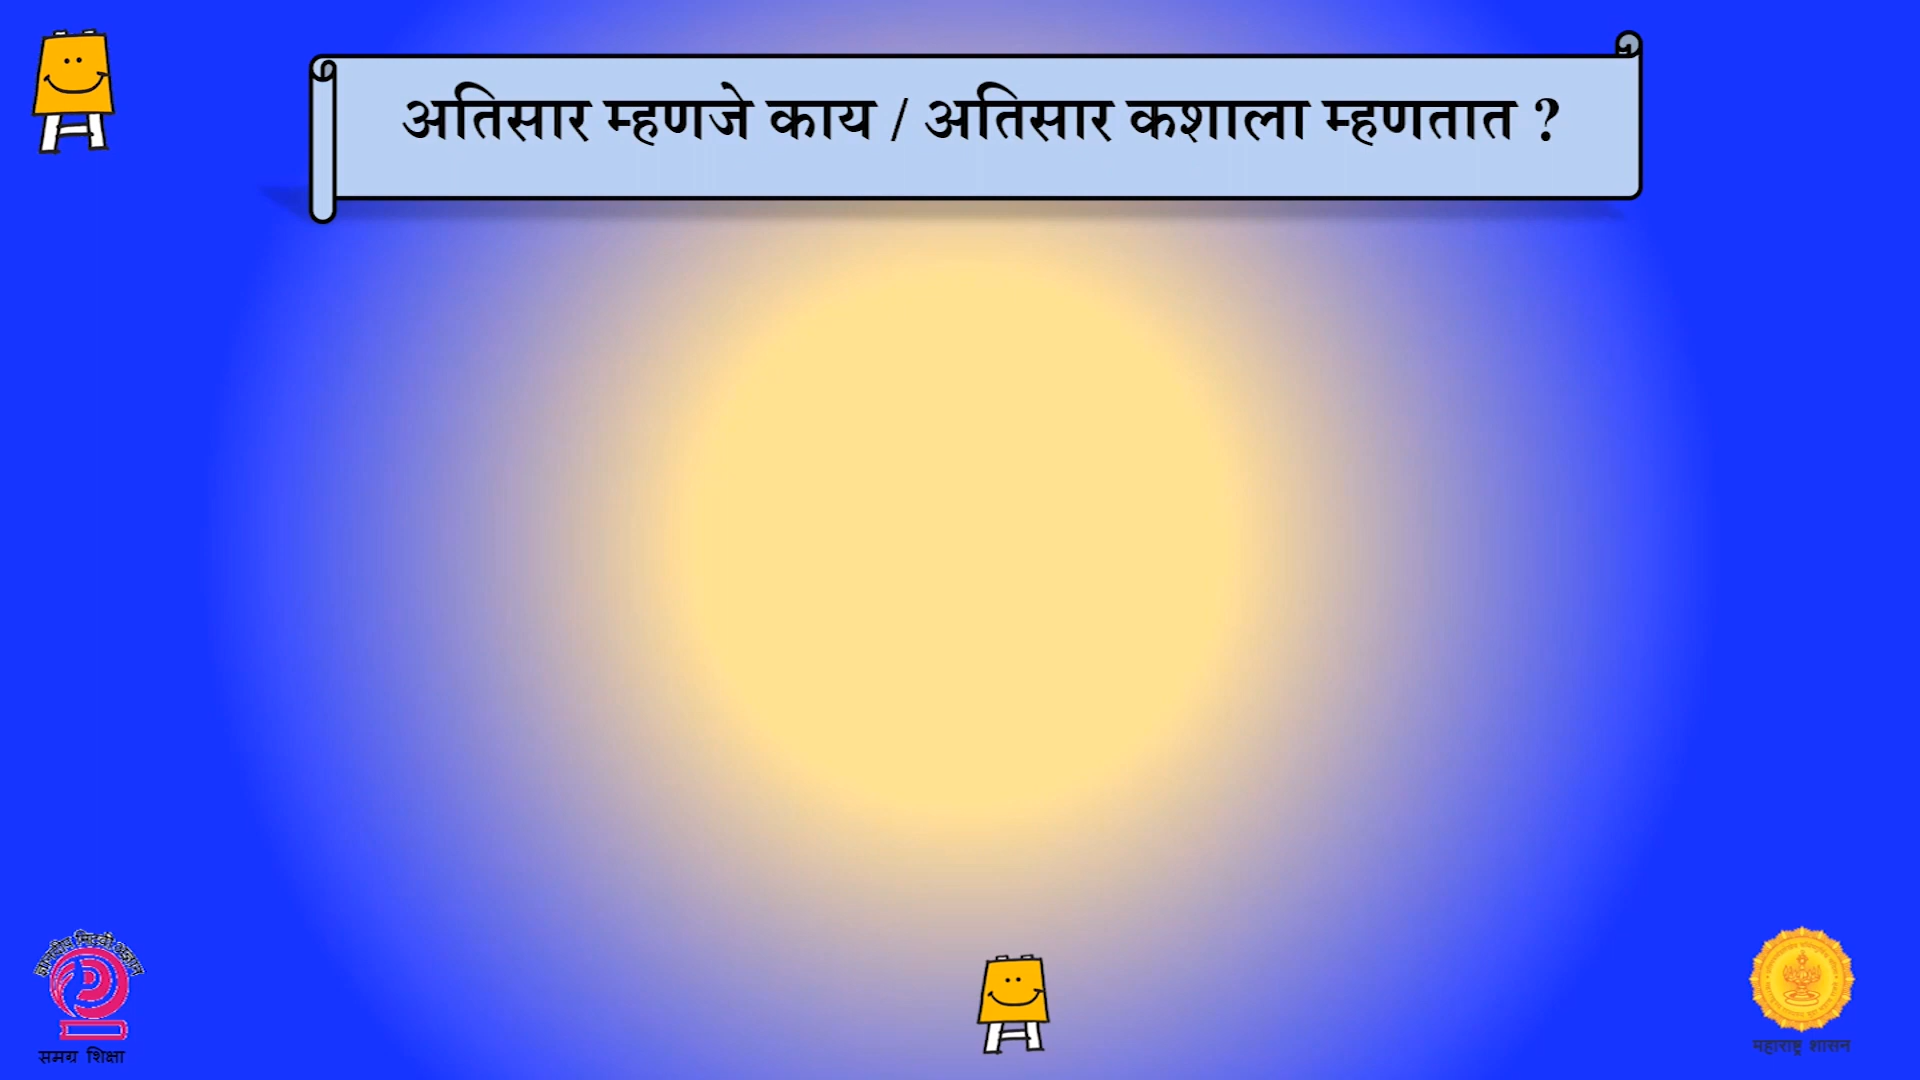 अतिसार म्हणजे काय / अतिसार कशाला म्हणतात ?
समग्र शिक्षा
महाराष्ट्र शासन